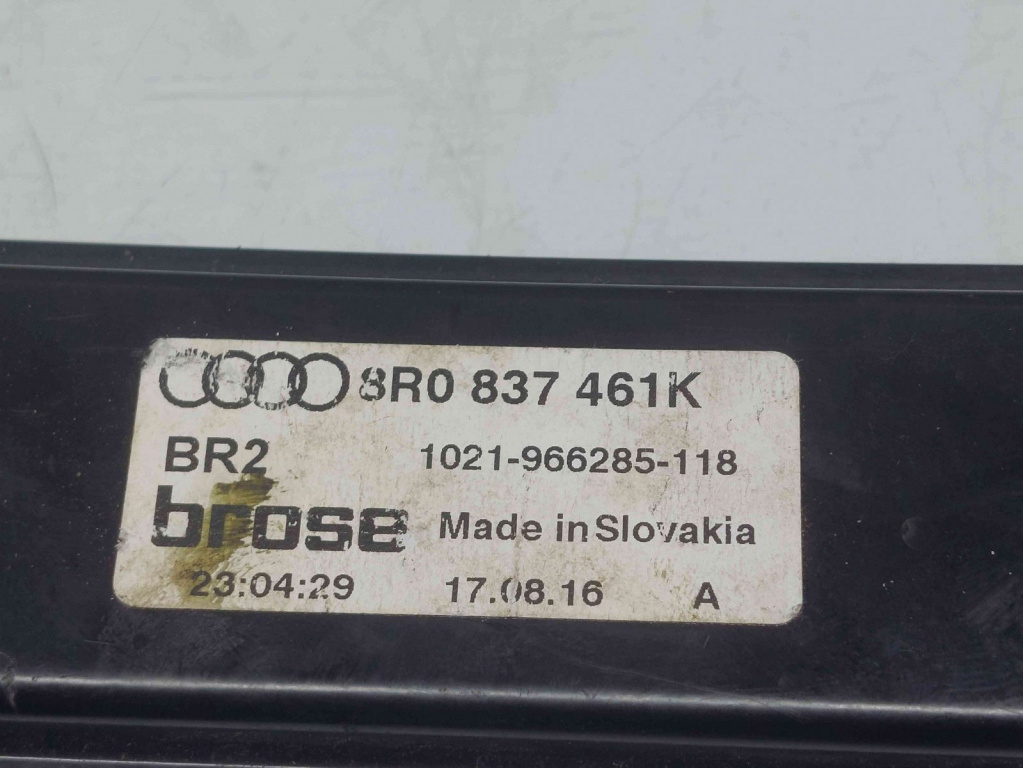 8R0 837 461K
BR2 1021-966285-118
brose Made in Slovakia
23:04:29 17.08.16 A